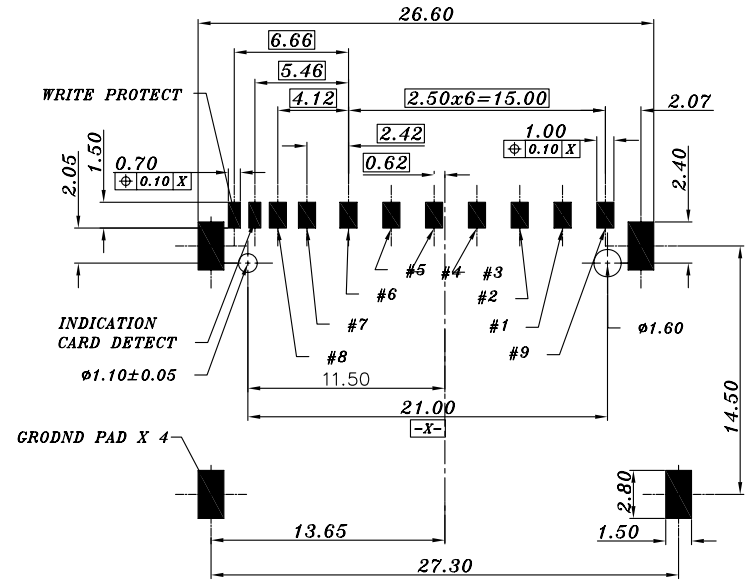 26.60
6.66
5.46
WRITE PROTECT
4.12
2.50x6=15.00
2.07
2.42
1.00
⌖ 0.10 X
1.50
2.05
0.70
⌖ 0.10 X
0.62
2.40
#5 #4 #3
#6
#2
INDICATION
CARD DETECT
#7
#1
ø1.60
#8
#9
ø1.10±0.05
11.50
21.00
14.50
-X-
GRODND PAD X 4
2.80
13.65
1.50
27.30